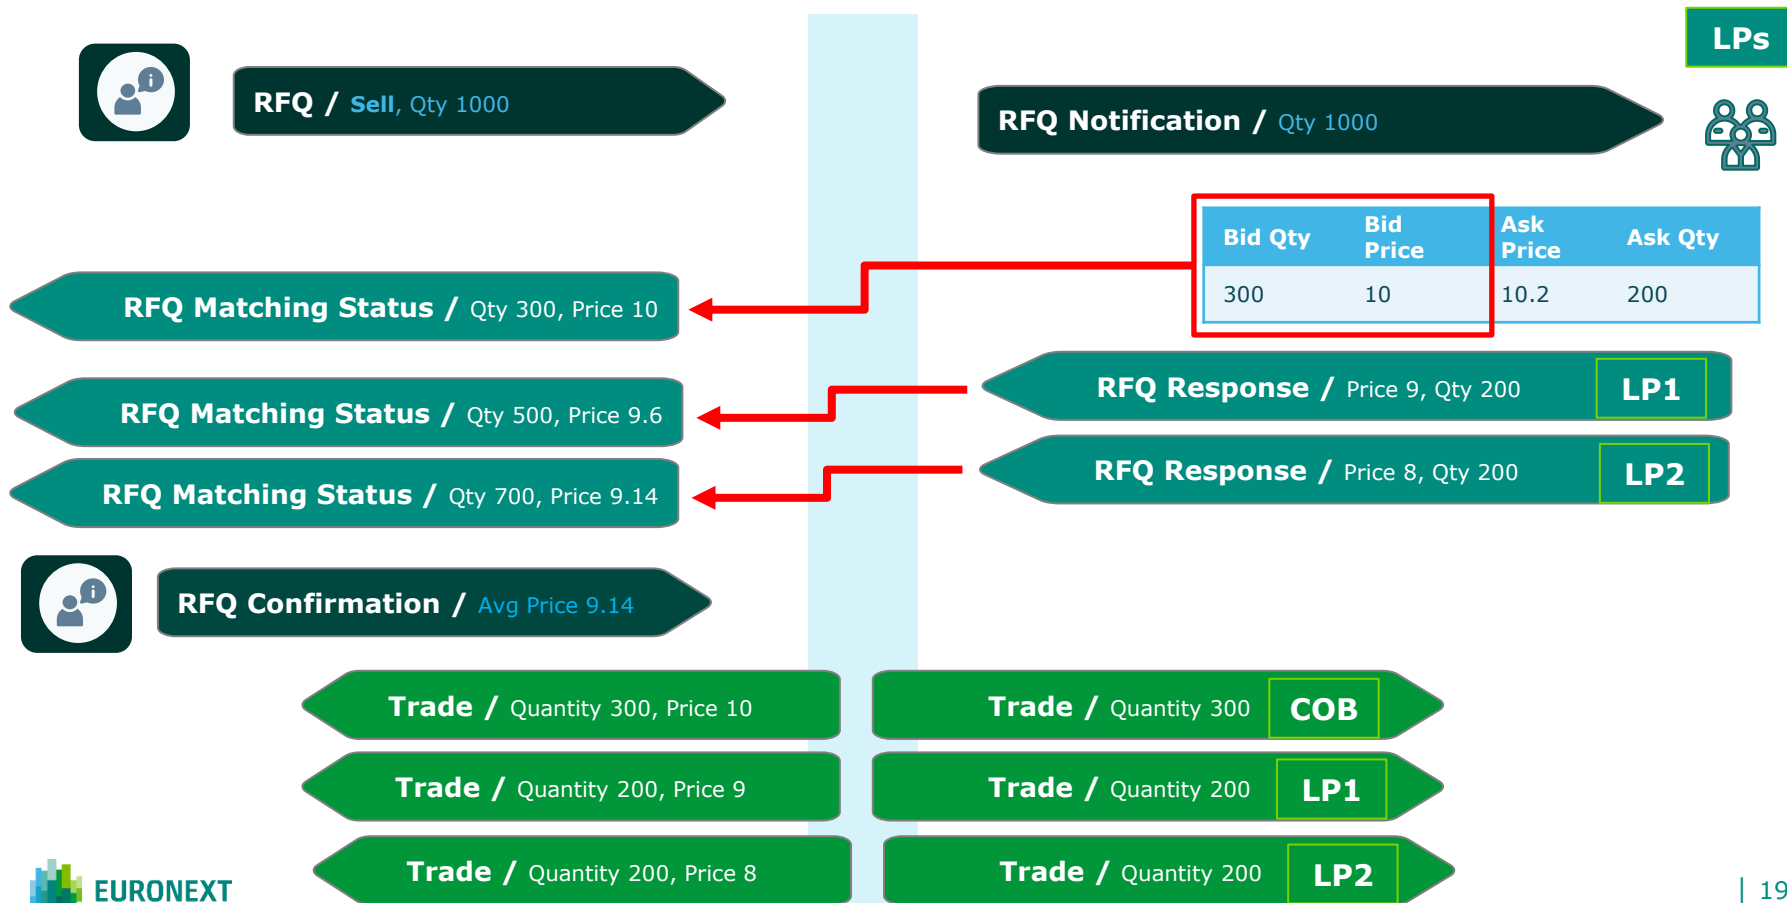 LPs
RFQ / Sell, Qty 1000
RFQ Notification / Qty 1000
Bid Qty Bid Price Ask Price Ask Qty
300 10 10.2 200
RFQ Matching Status / Qty 300, Price 10
RFQ Response / Price 9, Qty 200 LP1
RFQ Matching Status / Qty 500, Price 9.6
RFQ Response / Price 8, Qty 200 LP2
RFQ Matching Status / Qty 700, Price 9.14
RFQ Confirmation / Avg Price 9.14
Trade / Quantity 300, Price 10
Trade / Quantity 300 COB
Trade / Quantity 200, Price 9
Trade / Quantity 200 LP1
Trade / Quantity 200, Price 8
Trade / Quantity 200 LP2
EURONEXT
| 19